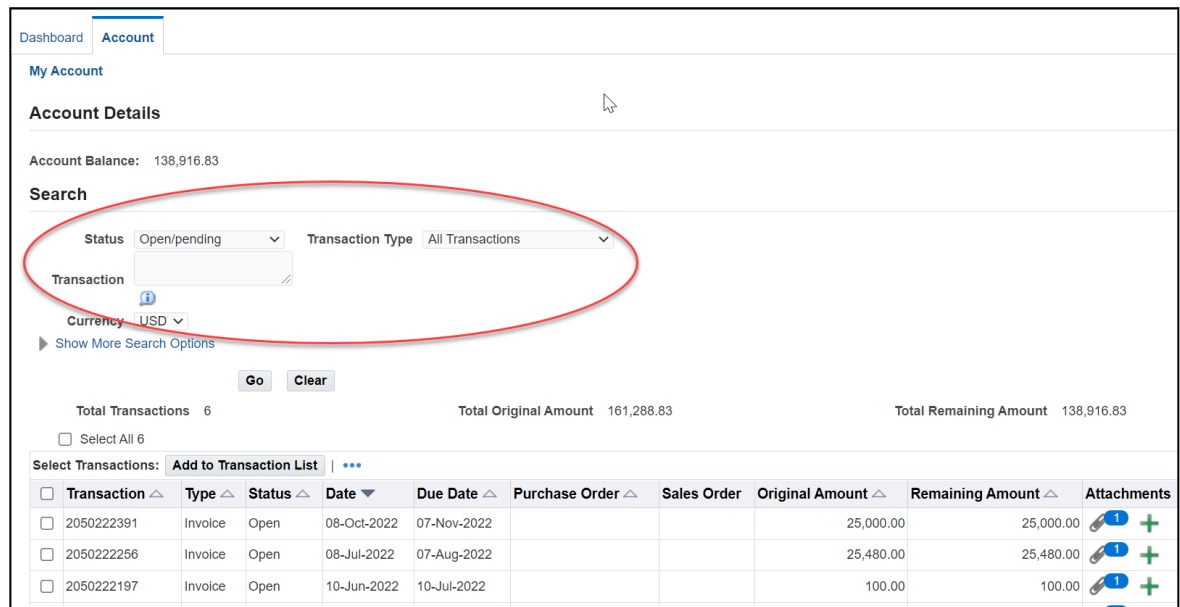 Dashboard Account
My Account
Account Details
Account Balance: 138,916.83
Search
Status Open/pending Transaction Type All Transactions
Transaction
Currency USD
Show More Search Options
Go Clear
Total Transactions 6 Total Original Amount 161,288.83 Total Remaining Amount 138,916.83
Select All 6
Select Transactions: Add to Transaction List | •••
Transaction Type Status Date Due Date Purchase Order Sales Order Original Amount Remaining Amount Attachments
2050222391 Invoice Open 08-Oct-2022 07-Nov-2022 25,000.00 25,000.00 1
2050222256 Invoice Open 08-Jul-2022 07-Aug-2022 25,480.00 25,480.00 1
2050222197 Invoice Open 10-Jun-2022 10-Jul-2022 100.00 100.00 1